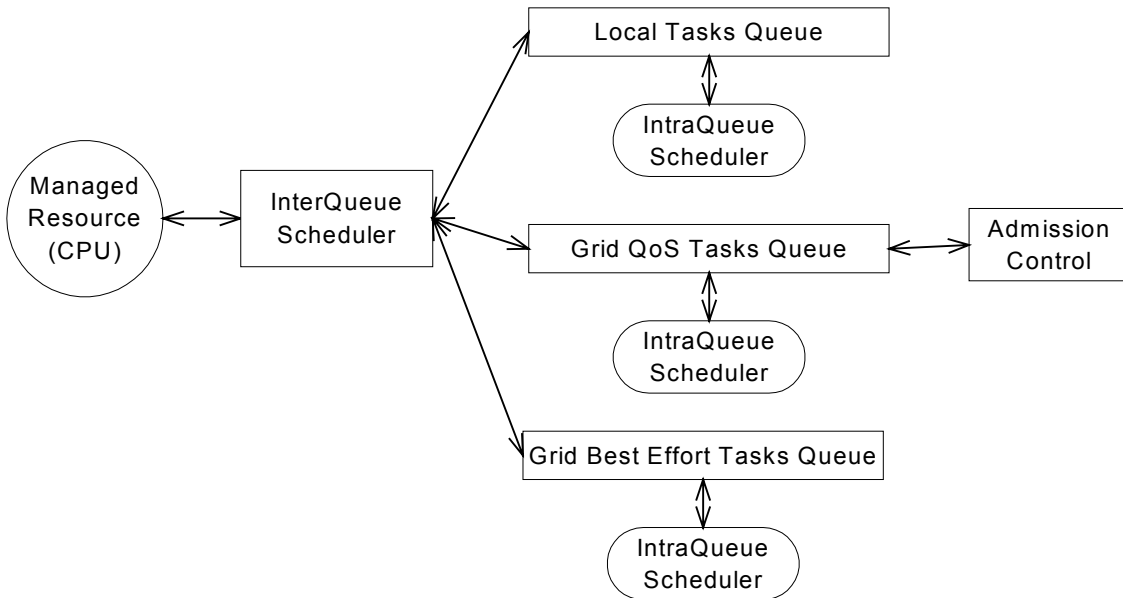 Local Tasks Queue
IntraQueue
Scheduler
Managed
Resource
(CPU)
InterQueue
Scheduler
Grid QoS Tasks Queue
Admission
Control
IntraQueue
Scheduler
Grid Best Effort Tasks Queue
IntraQueue
Scheduler